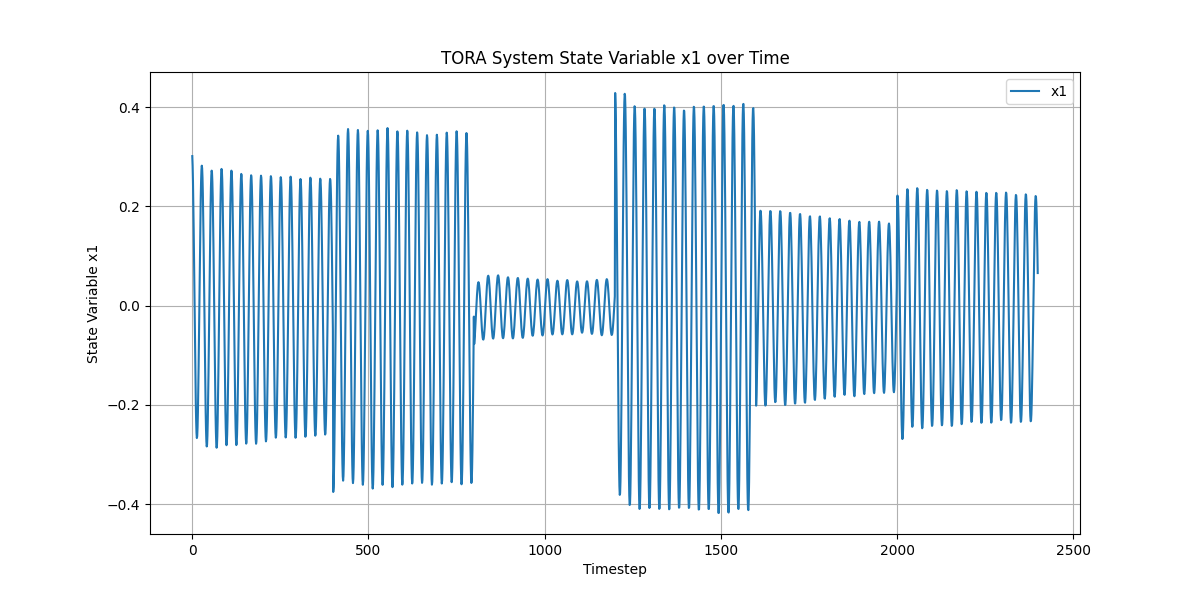 TORA System State Variable x1 over Time
x1
0.4
0.2
0.0
−0.2
−0.4
State Variable x1
0
500
1000
1500
2000
2500
Timestep